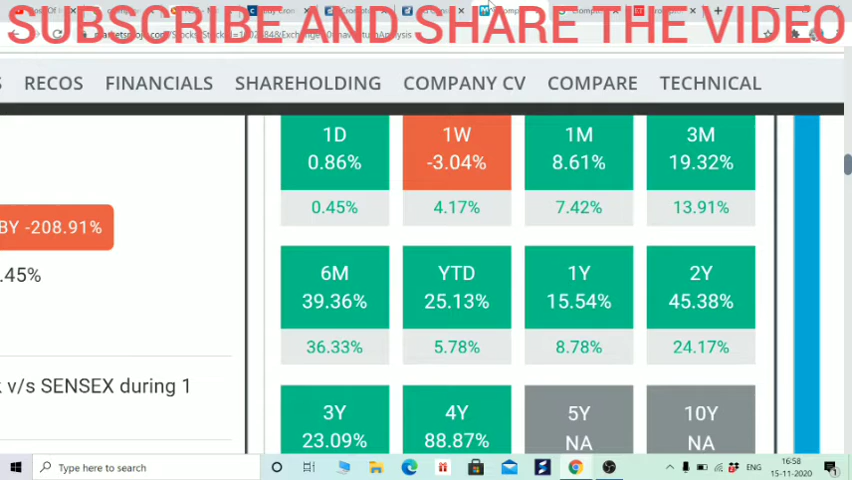 SUBSCRIBE AND SHARE THE VIDEO
RECOS FINANCIALS SHAREHOLDING COMPANY CV COMPARE TECHNICAL
1D 1W 1M 3M
0.86% -3.04% 8.61% 19.32%
0.45% 4.17% 7.42% 13.91%
BY -208.91%
.45%
6M YTD 1Y 2Y
39.36% 25.13% 15.54% 45.38%
36.33% 5.78% 8.78% 24.17%
v/s SENSEX during 1
3Y 4Y 5Y 10Y
23.09% 88.87% NA NA
Type here to search
ENG
16:58
15-11-2020